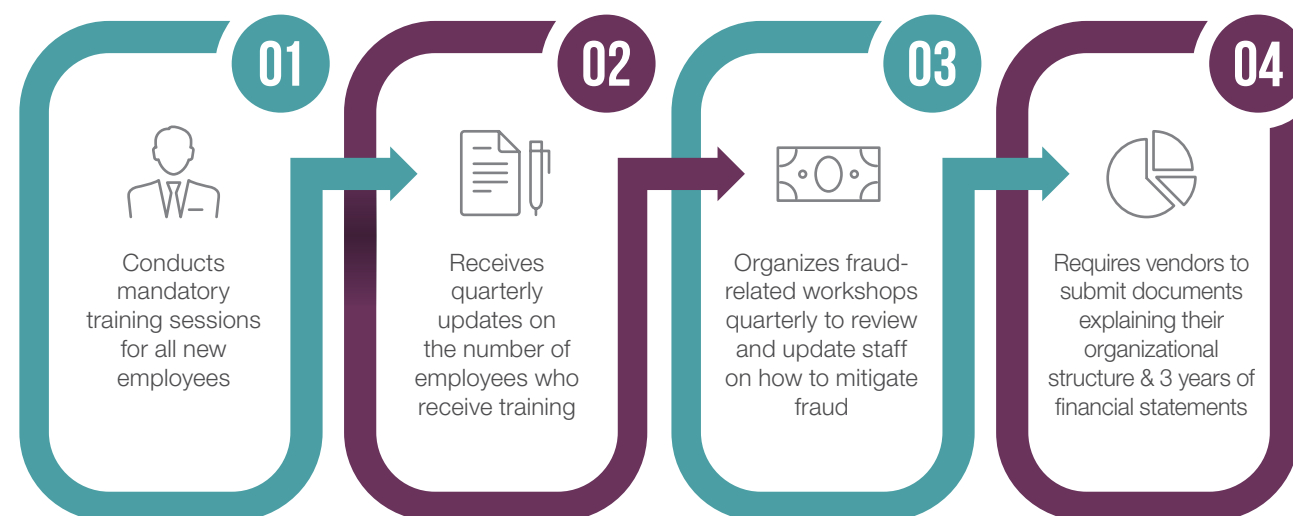 01
Conducts
mandatory
training sessions
for all new
employees
02
Receives
quarterly
updates on
the number of
employees who
receive training
03
Organizes fraud-
related workshops
quarterly to review
and update staff
on how to mitigate
fraud
04
Requires vendors to
submit documents
explaining their
organizational
structure & 3 years of
financial statements